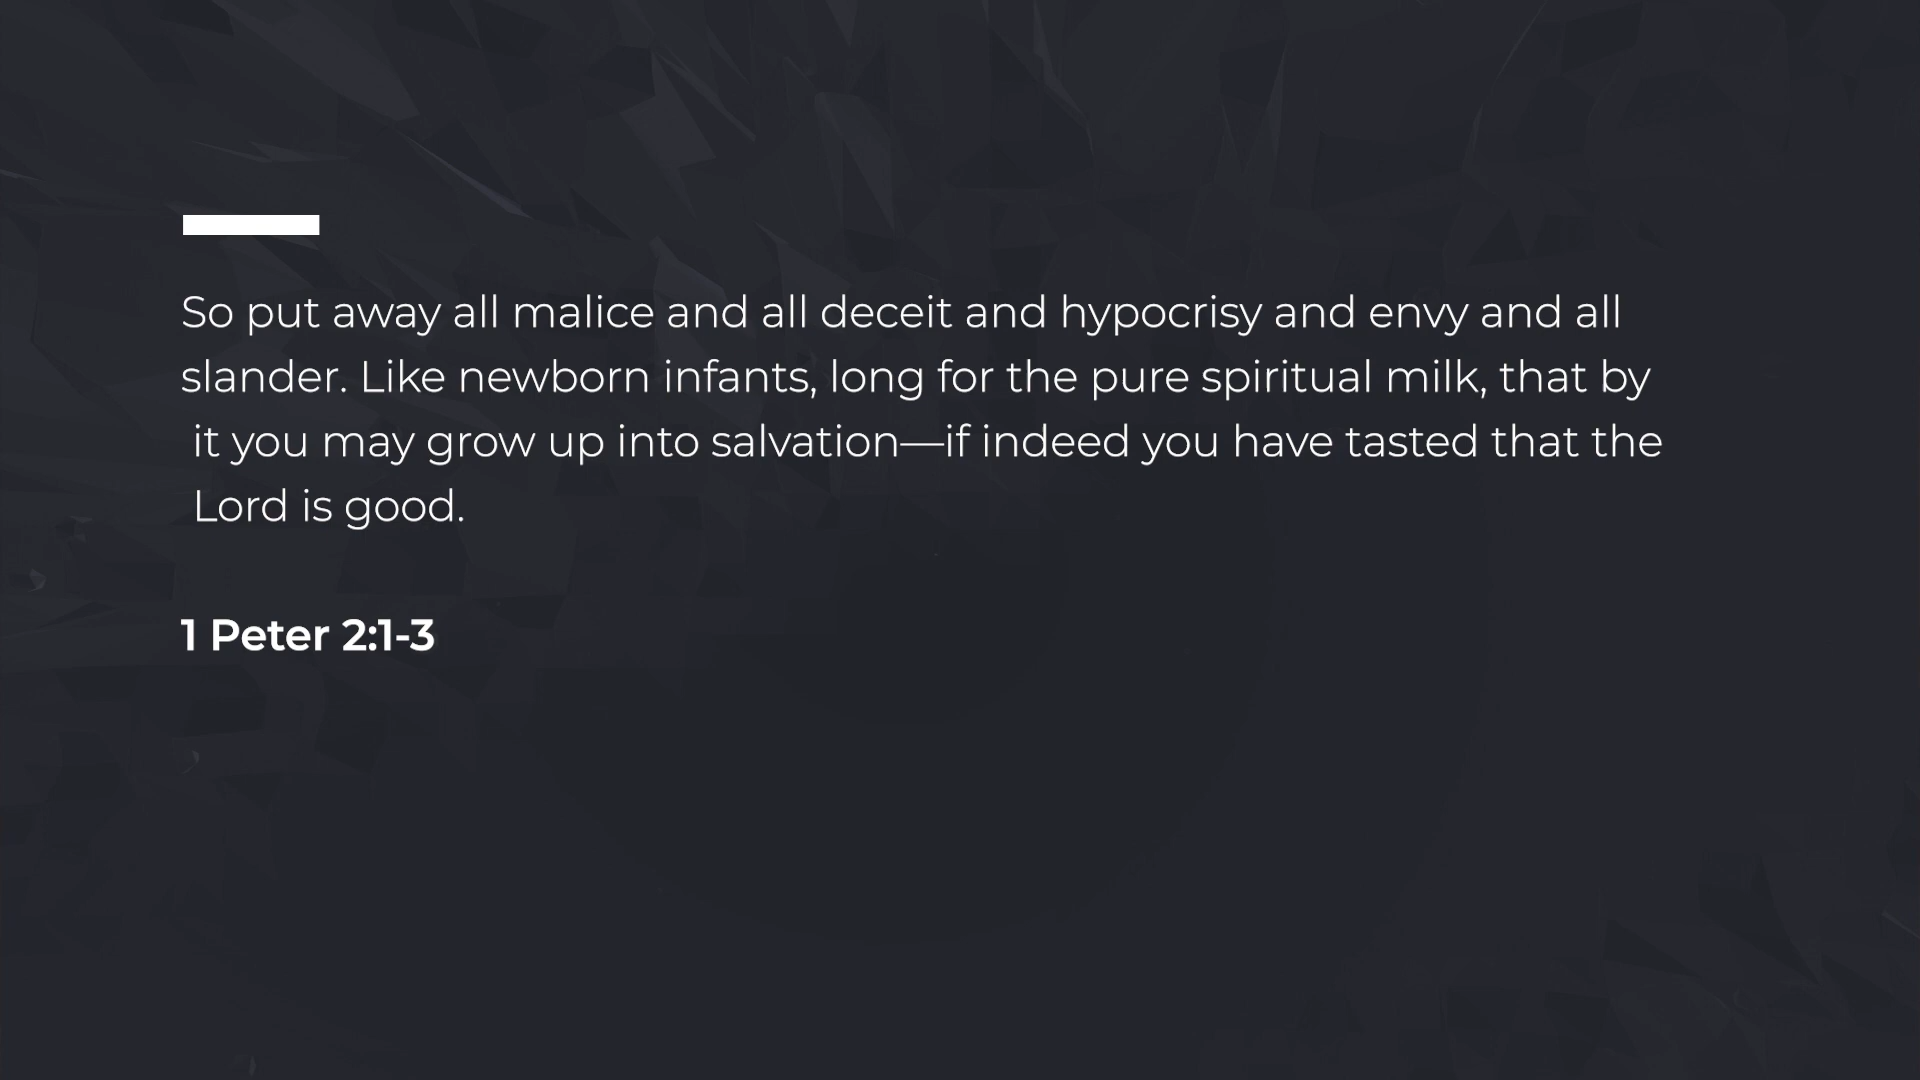 So put away all malice and all deceit and hypocrisy and envy and all
slander. Like newborn infants, long for the pure spiritual milk, that by
it you may grow up into salvation—if indeed you have tasted that the
Lord is good.
1 Peter 2:1-3